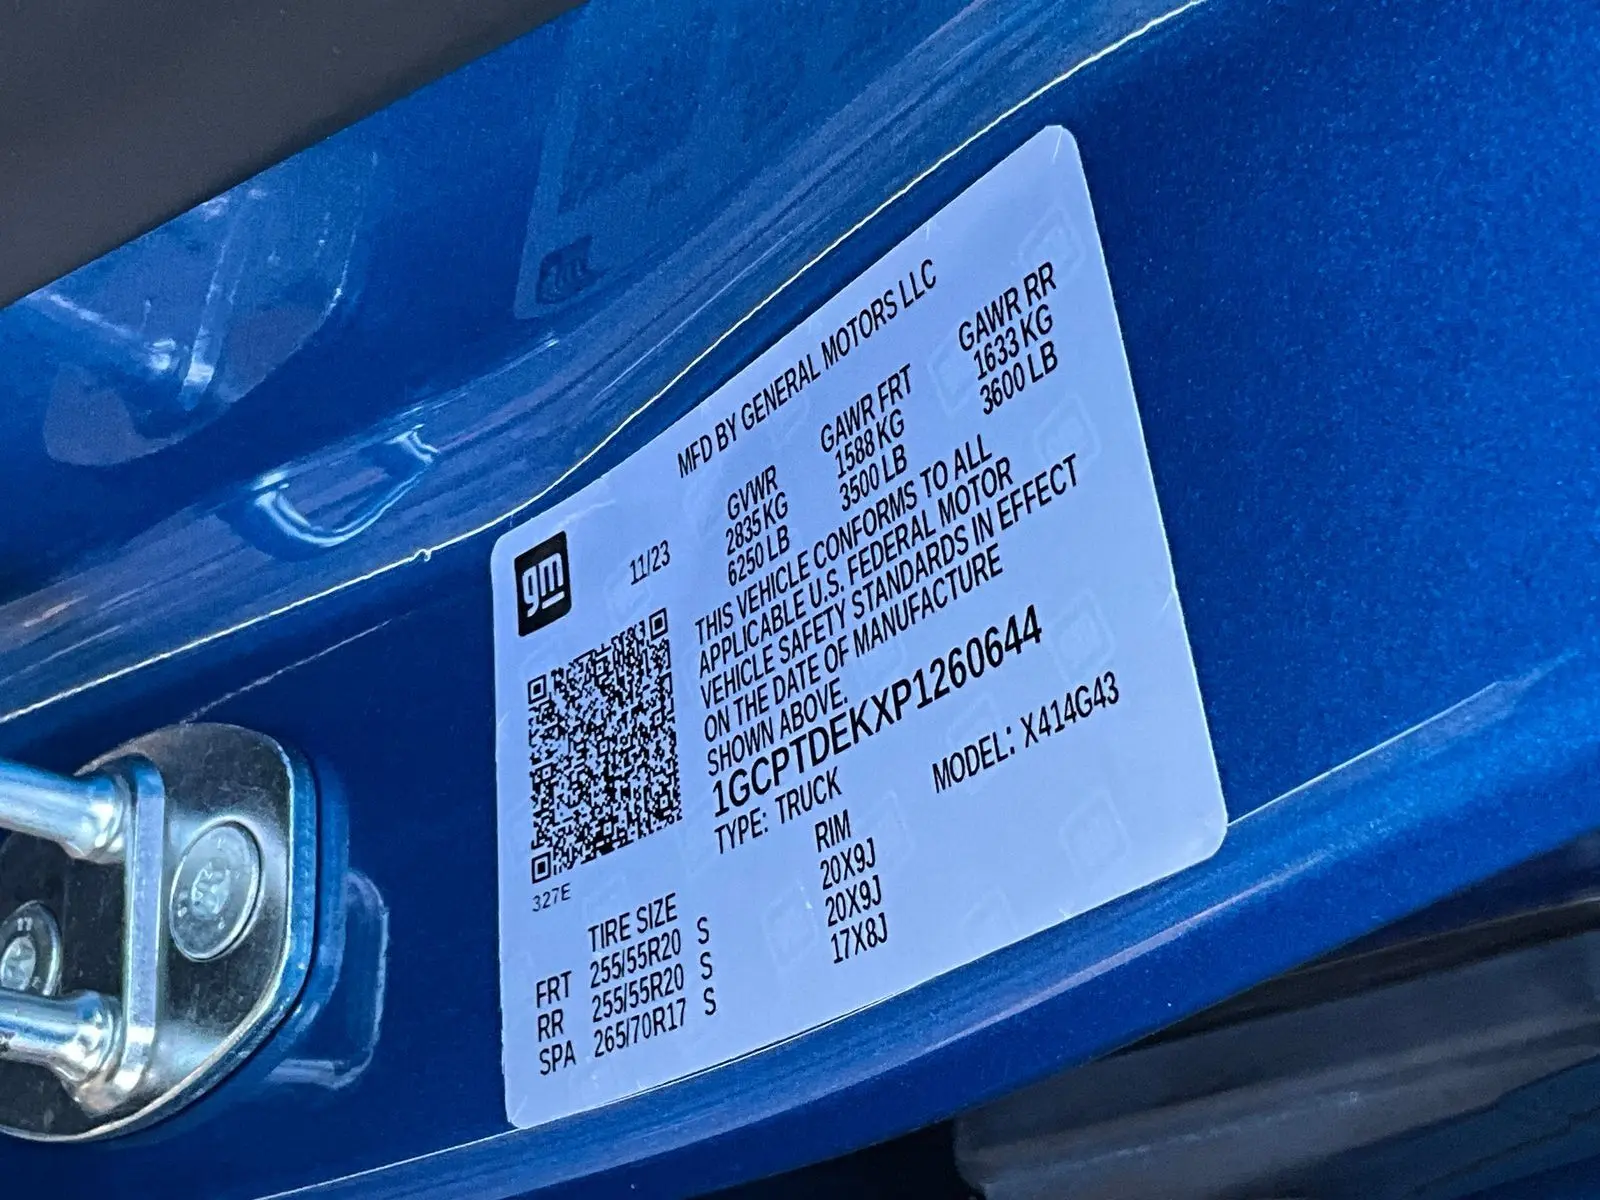 MFD BY GENERAL MOTORS LLC
gm
11/23
GVWR GAWR FRT GAWR RR
2835 KG 1588 KG 1633 KG
6250 LB 3500 LB 3600 LB
THIS VEHICLE CONFORMS TO ALL
APPLICABLE U.S. FEDERAL MOTOR
VEHICLE SAFETY STANDARDS IN EFFECT
ON THE DATE OF MANUFACTURE
SHOWN ABOVE.
1GCPTDEKXP1260644
TYPE: TRUCK MODEL: X414G43
327E
TIRE SIZE RIM
FRT 255/55R20 S 20X9J
RR 255/55R20 S 20X9J
SPA 265/70R17 S 17X8J